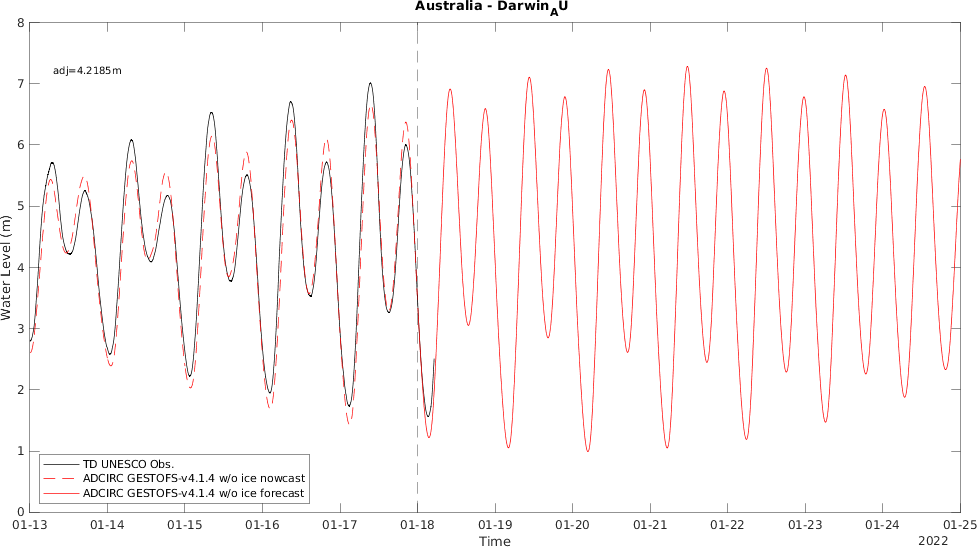 Australia - Darwin_AU
8
adj=4.2185m
7
6
5
4
3
2
1
0
Water Level (m)
TD UNESCO Obs.
ADCIRC GESTOFS-v4.1.4 w/o ice nowcast
ADCIRC GESTOFS-v4.1.4 w/o ice forecast
01-13 01-14 01-15 01-16 01-17 01-18 01-19 01-20 01-21 01-22 01-23 01-24 01-25
Time
2022